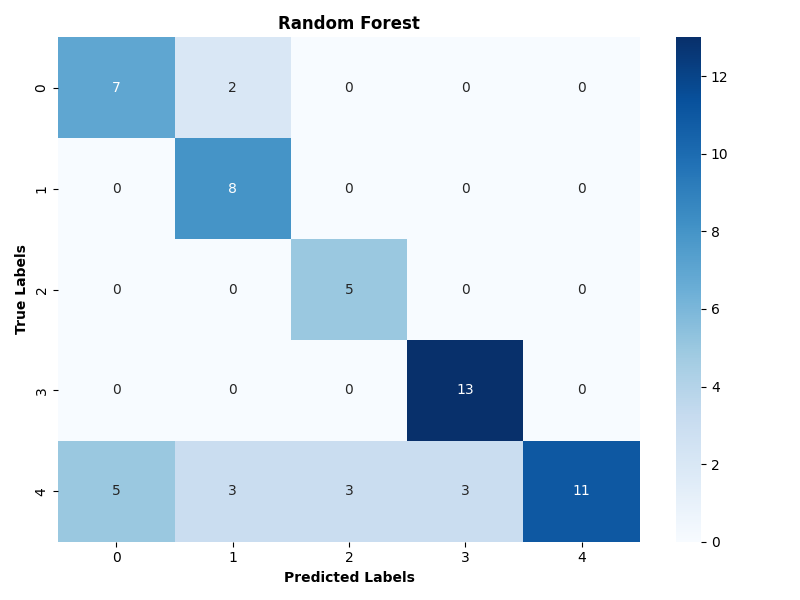 Random Forest
0 7 2 0 0 0
1 0 8 0 0 0
2 0 0 5 0 0
3 0 0 0 13 0
4 5 3 3 3 11
0 1 2 3 4
True Labels
Predicted Labels
12
10
8
6
4
2
0